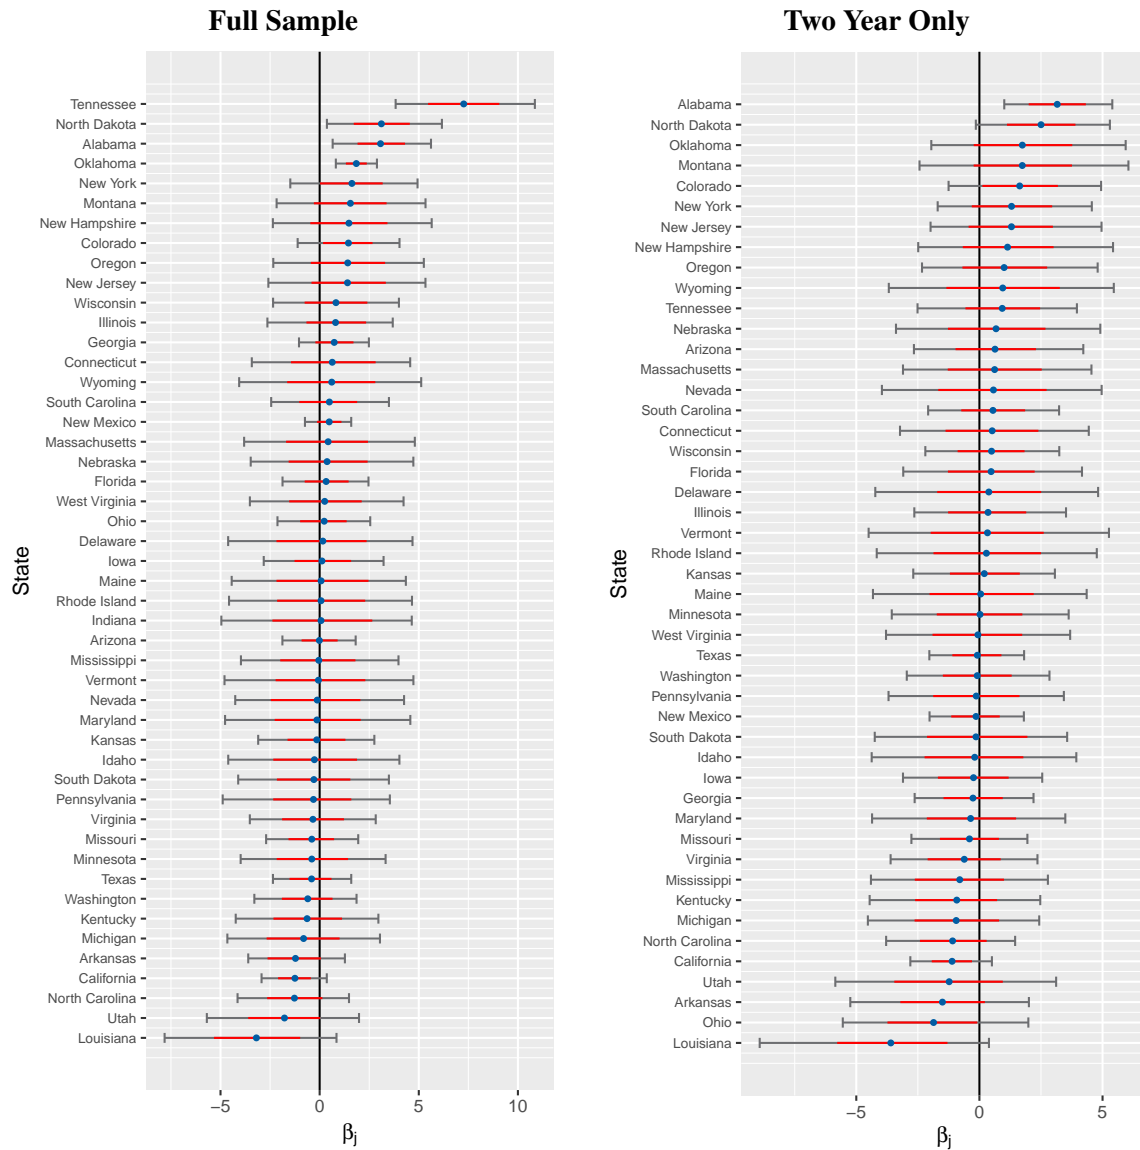 Full Sample
Tennessee
North Dakota
Alabama
Oklahoma
New York
Montana
New Hampshire
Colorado
Oregon
New Jersey
Wisconsin
Illinois
Georgia
Connecticut
Wyoming
South Carolina
New Mexico
Massachusetts
Nebraska
Florida
West Virginia
Ohio
Delaware
Iowa
Maine
Rhode Island
Indiana
Arizona
Mississippi
Vermont
Nevada
Maryland
Kansas
Idaho
South Dakota
Pennsylvania
Virginia
Missouri
Minnesota
Texas
Washington
Kentucky
Michigan
Arkansas
California
North Carolina
Utah
Louisiana
State
−5 0 5 10
βj
Two Year Only
Alabama
North Dakota
Oklahoma
Montana
Colorado
New York
New Jersey
New Hampshire
Oregon
Wyoming
Tennessee
Nebraska
Arizona
Massachusetts
Nevada
South Carolina
Connecticut
Wisconsin
Florida
Delaware
Illinois
Vermont
Rhode Island
Kansas
Maine
Minnesota
West Virginia
Texas
Washington
Pennsylvania
New Mexico
South Dakota
Idaho
Iowa
Georgia
Maryland
Missouri
Virginia
Mississippi
Kentucky
Michigan
North Carolina
California
Utah
Arkansas
Ohio
Louisiana
State
−5 0 5
βj